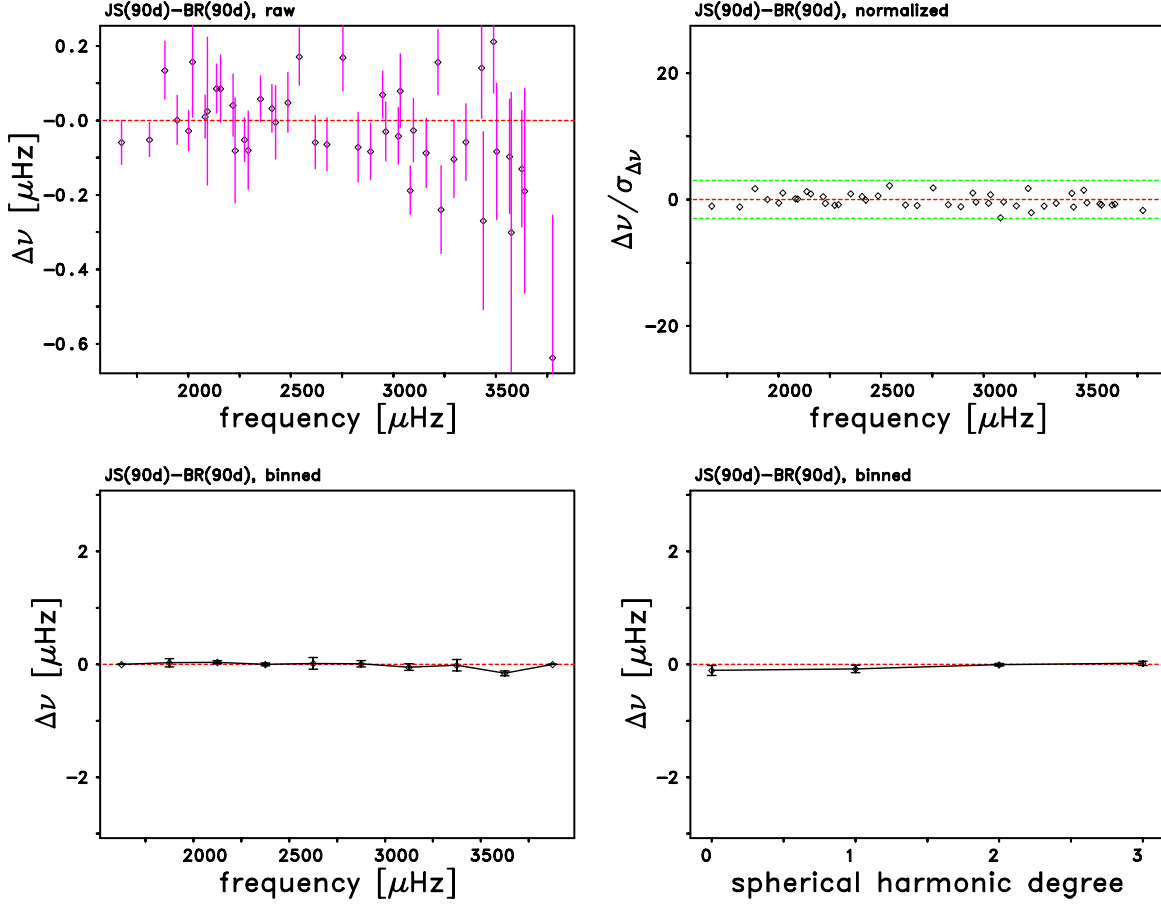 JS(90d)-BR(90d), raw
0.2
-0.0
-0.2
-0.4
-0.6
Δν [μHz]
2000 2500 3000 3500
frequency [μHz]
JS(90d)-BR(90d), normalized
20
0
-20
Δν/σΔν
2000 2500 3000 3500
frequency [μHz]
JS(90d)-BR(90d), binned
2
0
-2
Δν [μHz]
2000 2500 3000 3500
frequency [μHz]
JS(90d)-BR(90d), binned
2
0
-2
Δν [μHz]
0 1 2 3
spherical harmonic degree